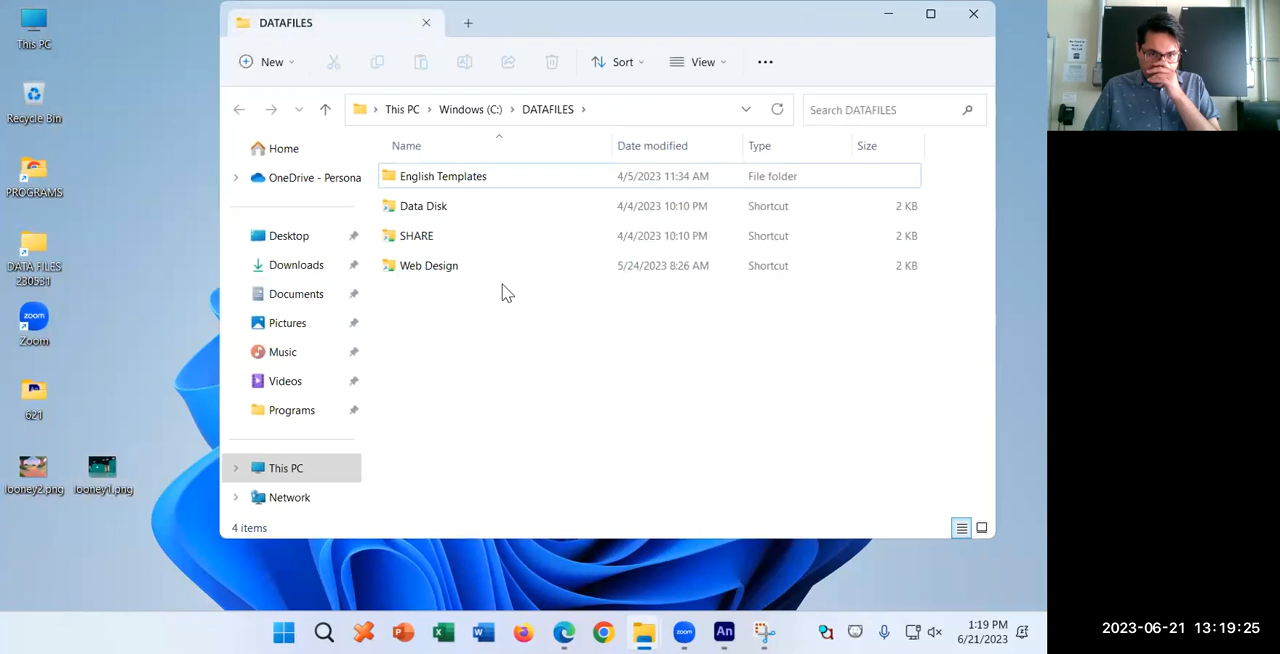 This PC
Recycle Bin
PROGRAMS
DATA FILES
230531
zoom
Zoom
An
621
looney2.png
looney1.png
DATAFILES
New
Sort
View
This PC
Windows (C:)
DATAFILES
Search DATAFILES
Home
OneDrive - Persona
Desktop
Downloads
Documents
Pictures
Music
Videos
Programs
This PC
Network
Name Date modified Type Size
English Templates 4/5/2023 11:34 AM File folder
Data Disk 4/4/2023 10:10 PM Shortcut 2 KB
SHARE 4/4/2023 10:10 PM Shortcut 2 KB
Web Design 5/24/2023 8:26 AM Shortcut 2 KB
4 items
zoom
An
1:19 PM
6/21/2023
2023-06-21 13:19:25